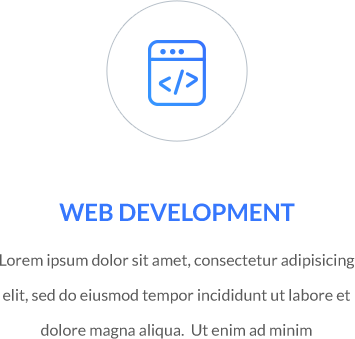 WEB DEVELOPMENT
Lorem ipsum dolor sit amet, consectetur adipisicing
elit, sed do eiusmod tempor incididunt ut labore et
dolore magna aliqua.  Ut enim ad minim